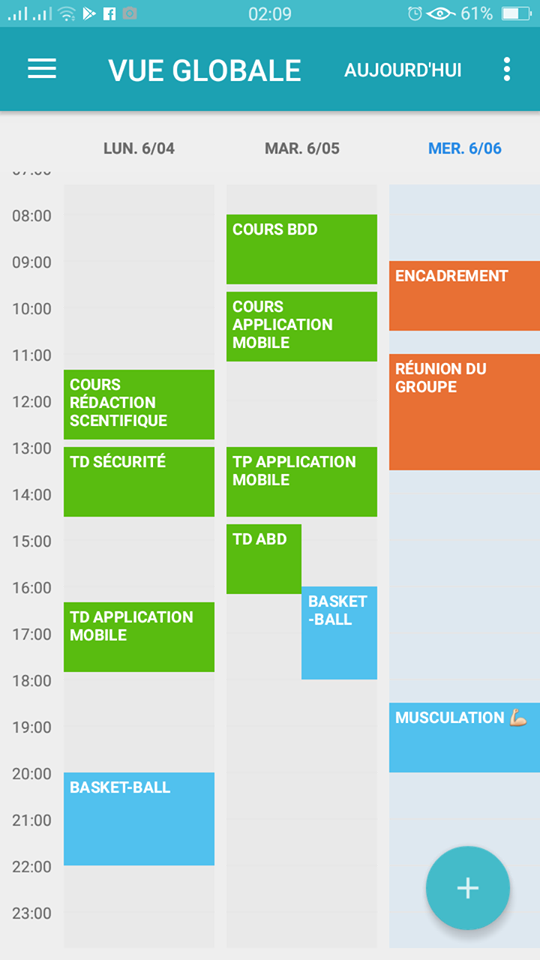 02:09
61%
VUE GLOBALE
AUJOURD'HUI
LUN. 6/04
MAR. 6/05
MER. 6/06
07:00
08:00
09:00
10:00
11:00
12:00
13:00
14:00
15:00
16:00
17:00
18:00
19:00
20:00
21:00
22:00
23:00
COURS
RÉDACTION
SCENTIFIQUE
TD SÉCURITÉ
TD APPLICATION
MOBILE
BASKET-BALL
COURS BDD
COURS
APPLICATION
MOBILE
TP APPLICATION
MOBILE
TD ABD
BASKET
-BALL
ENCADREMENT
RÉUNION DU
GROUPE
MUSCULATION 💪🏼